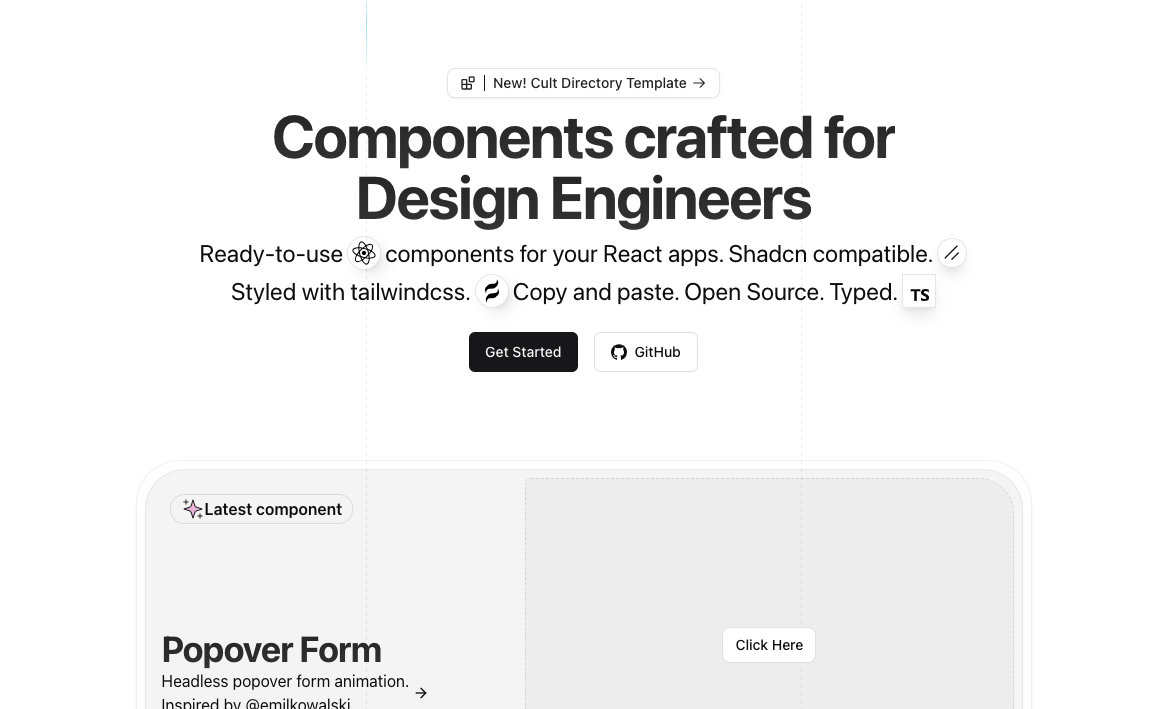 New! Cult Directory Template
Components crafted for
Design Engineers
Ready-to-use components for your React apps. Shadcn compatible.
Styled with tailwindcss. Copy and paste. Open Source. Typed. TS
Get Started
GitHub
Latest component
Popover Form
Headless popover form animation.
Inspired by @emilkowalski
Click Here